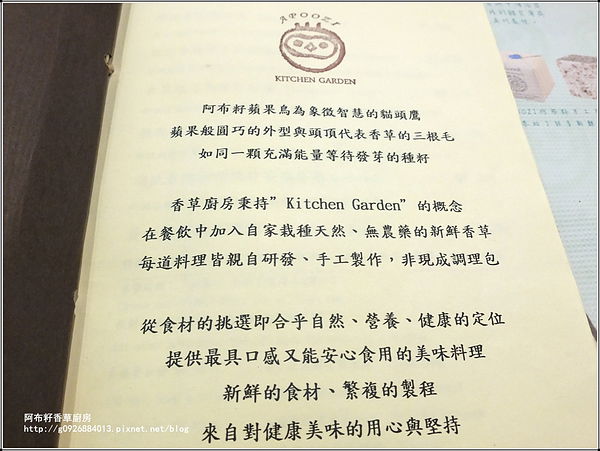 APOOZI
KITCHEN GARDEN
阿布籽蘋果鳥為象徵智慧的貓頭鷹
蘋果般圓巧的外型與頭頂代表香草的三根毛
如同一顆充滿能量等待發芽的種籽
香草廚房秉持"Kitchen Garden"的概念
在餐飲中加入自家栽種天然、無農藥的新鮮香草
每道料理皆親自研發、手工製作，非現成調理包
從食材的挑選即合乎自然、營養、健康的定位
提供最具口感又能安心食用的美味料理
新鮮的食材、繁複的製程
來自對健康美味的用心與堅持
阿布籽香草廚房
http://g0926884013.pixnet.net/blog